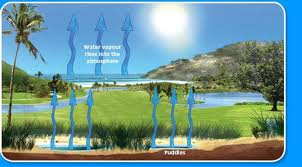 Water vapour
rises into the
atmosphere
Puddles